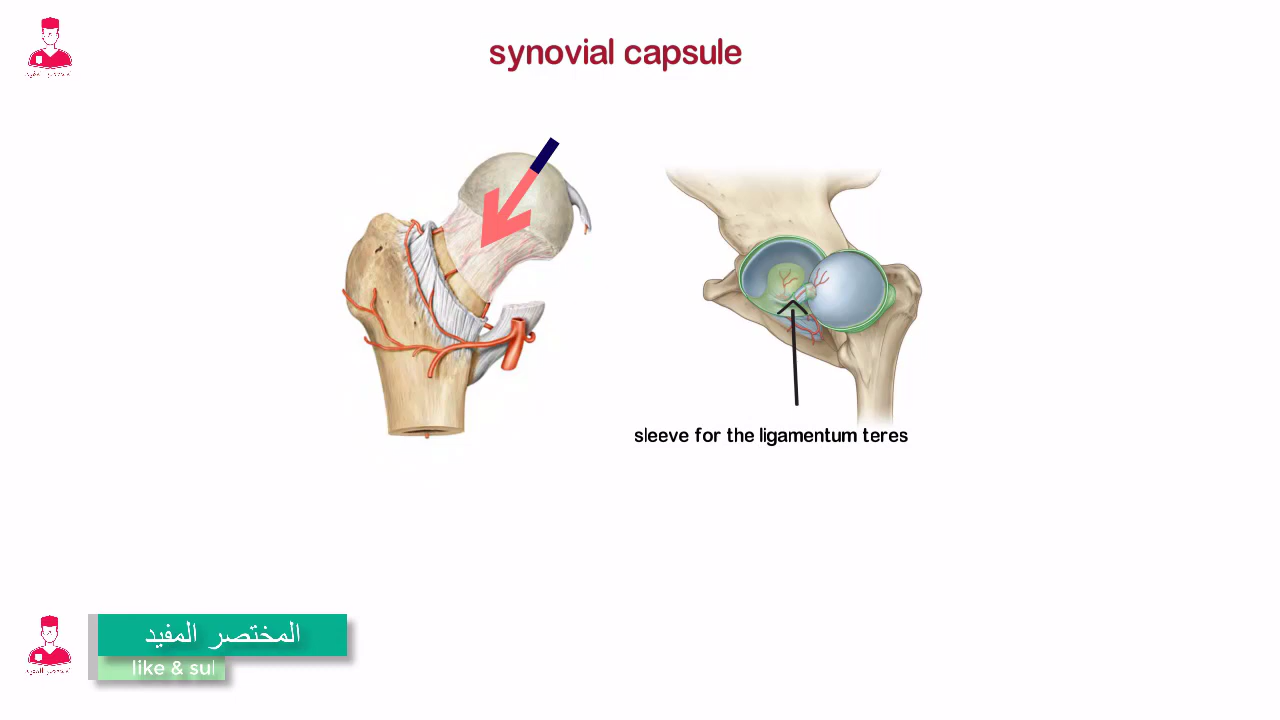 synovial capsule
sleeve for the ligamentum teres
المختصر المفيد
like & sul